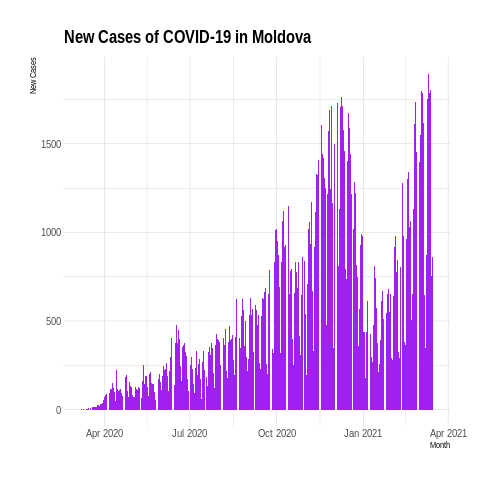 New Cases of COVID-19 in Moldova
New Cases
1500
1000
500
0
Apr 2020
Jul 2020
Oct 2020
Jan 2021
Apr 2021
Month